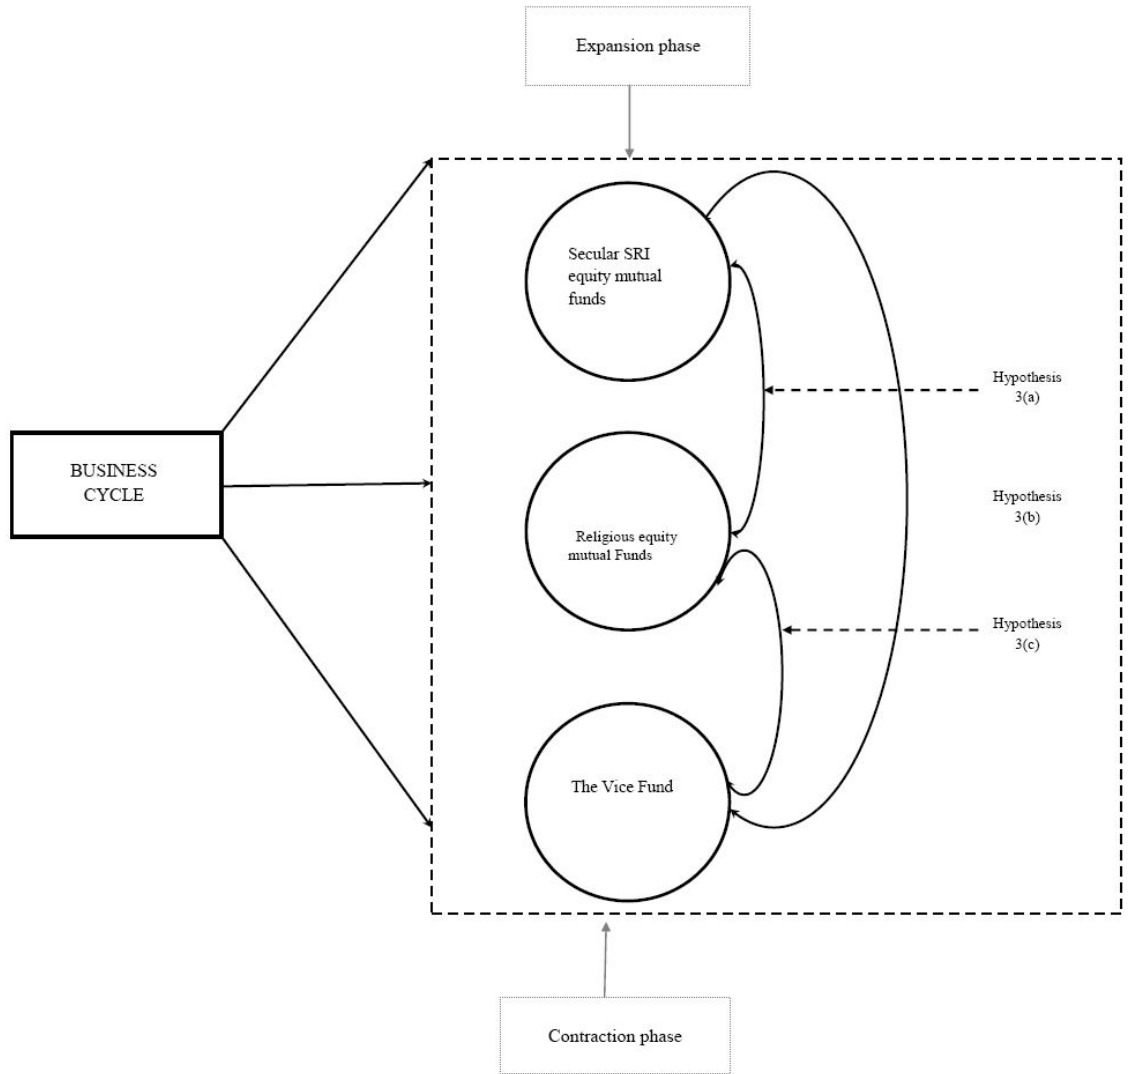 Expansion phase
Secular SRI
equity mutual
funds
Hypothesis
3(a)
BUSINESS
CYCLE
Hypothesis
3(b)
Religious equity
mutual Funds
Hypothesis
3(c)
The Vice Fund
Contraction phase